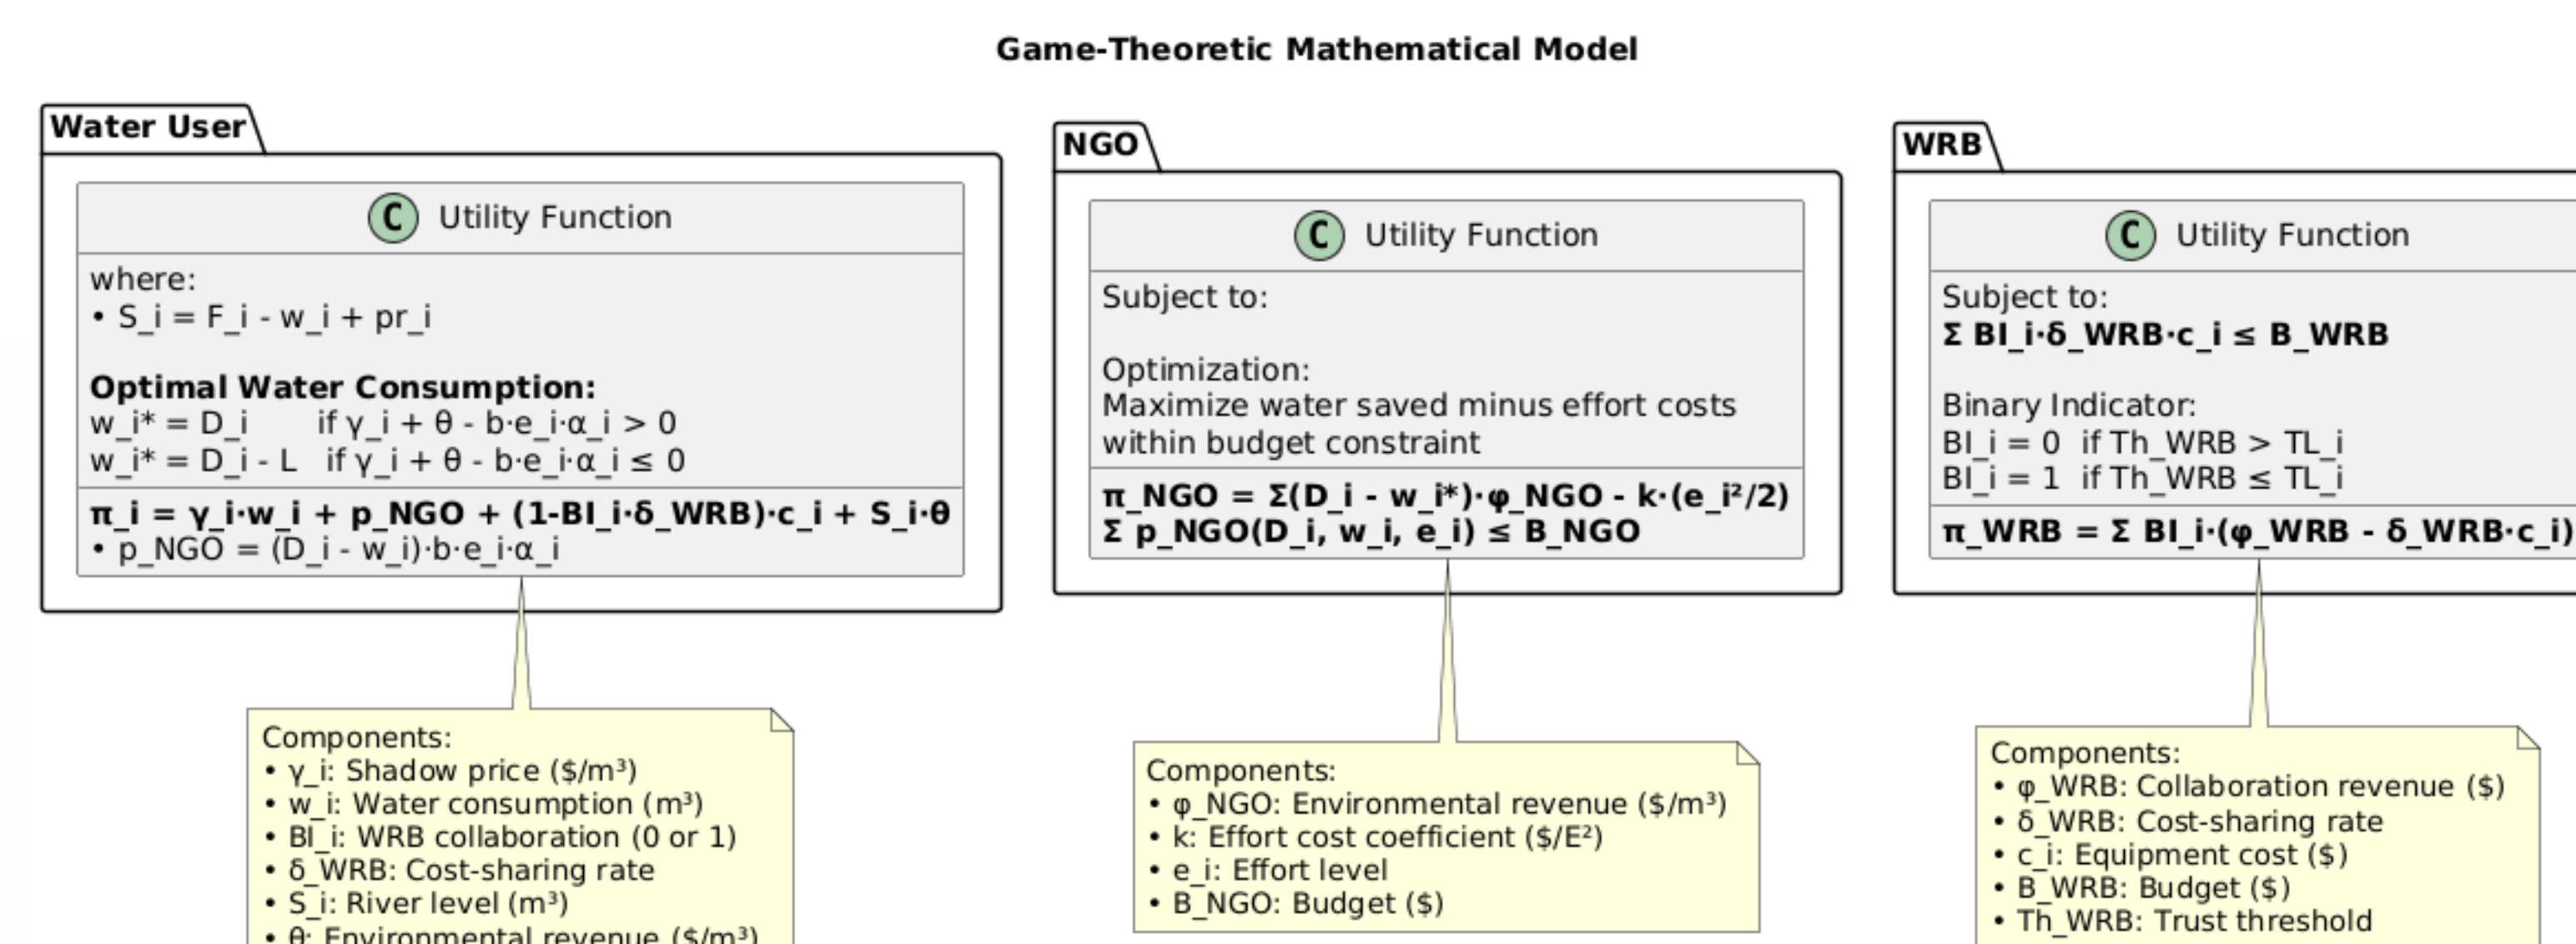 Game-Theoretic Mathematical Model
Water User
C Utility Function
where:
• S_i = F_i - w_i + pr_i
Optimal Water Consumption:
w_i* = D_i if γ_i + θ - b·e_i·α_i > 0
w_i* = D_i - L if γ_i + θ - b·e_i·α_i ≤ 0
π_i = γ_i·w_i + p_NGO + (1-BI_i·δ_WRB)·c_i + S_i·θ
• p_NGO = (D_i - w_i)·b·e_i·α_i
Components:
• γ_i: Shadow price ($/m³)
• w_i: Water consumption (m³)
• BI_i: WRB collaboration (0 or 1)
• δ_WRB: Cost-sharing rate
• S_i: River level (m³)
• θ: Environmental revenue ($/m³)
NGO
C Utility Function
Subject to:
Optimization:
Maximize water saved minus effort costs
within budget constraint
π_NGO = Σ(D_i - w_i*)·φ_NGO - k·(e_i²/2)
Σ p_NGO(D_i, w_i, e_i) ≤ B_NGO
Components:
• φ_NGO: Environmental revenue ($/m³)
• k: Effort cost coefficient ($/E²)
• e_i: Effort level
• B_NGO: Budget ($)
WRB
C Utility Function
Subject to:
Σ BI_i·δ_WRB·c_i ≤ B_WRB
Binary Indicator:
BI_i = 0 if Th_WRB > TL_i
BI_i = 1 if Th_WRB ≤ TL_i
π_WRB = Σ BI_i·(φ_WRB - δ_WRB·c_i)
Components:
• φ_WRB: Collaboration revenue ($)
• δ_WRB: Cost-sharing rate
• c_i: Equipment cost ($)
• B_WRB: Budget ($)
• Th_WRB: Trust threshold